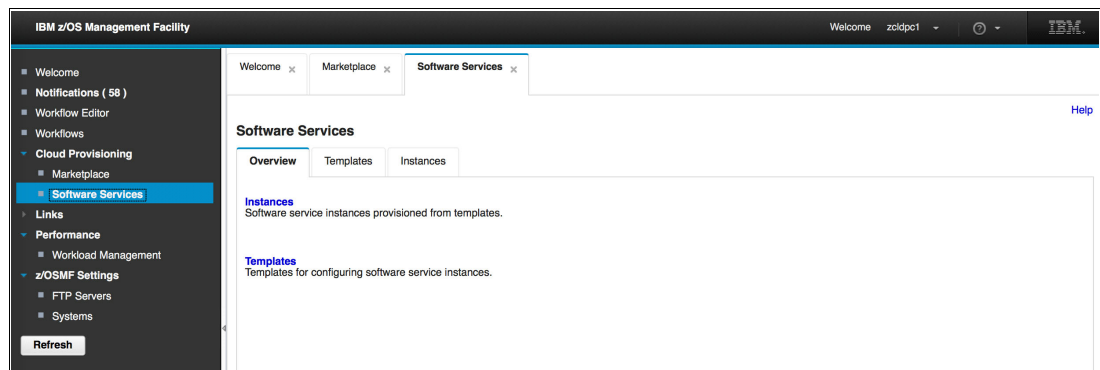 IBM z/OS Management Facility
Welcome zcldpc1
IBM.
Welcome
Notifications ( 58 )
Workflow Editor
Workflows
Cloud Provisioning
Marketplace
Software Services
Links
Performance
Workload Management
z/OSMF Settings
FTP Servers
Systems
Refresh
Welcome
Marketplace
Software Services
Help
Software Services
Overview
Templates
Instances
Instances
Software service instances provisioned from templates.
Templates
Templates for configuring software service instances.